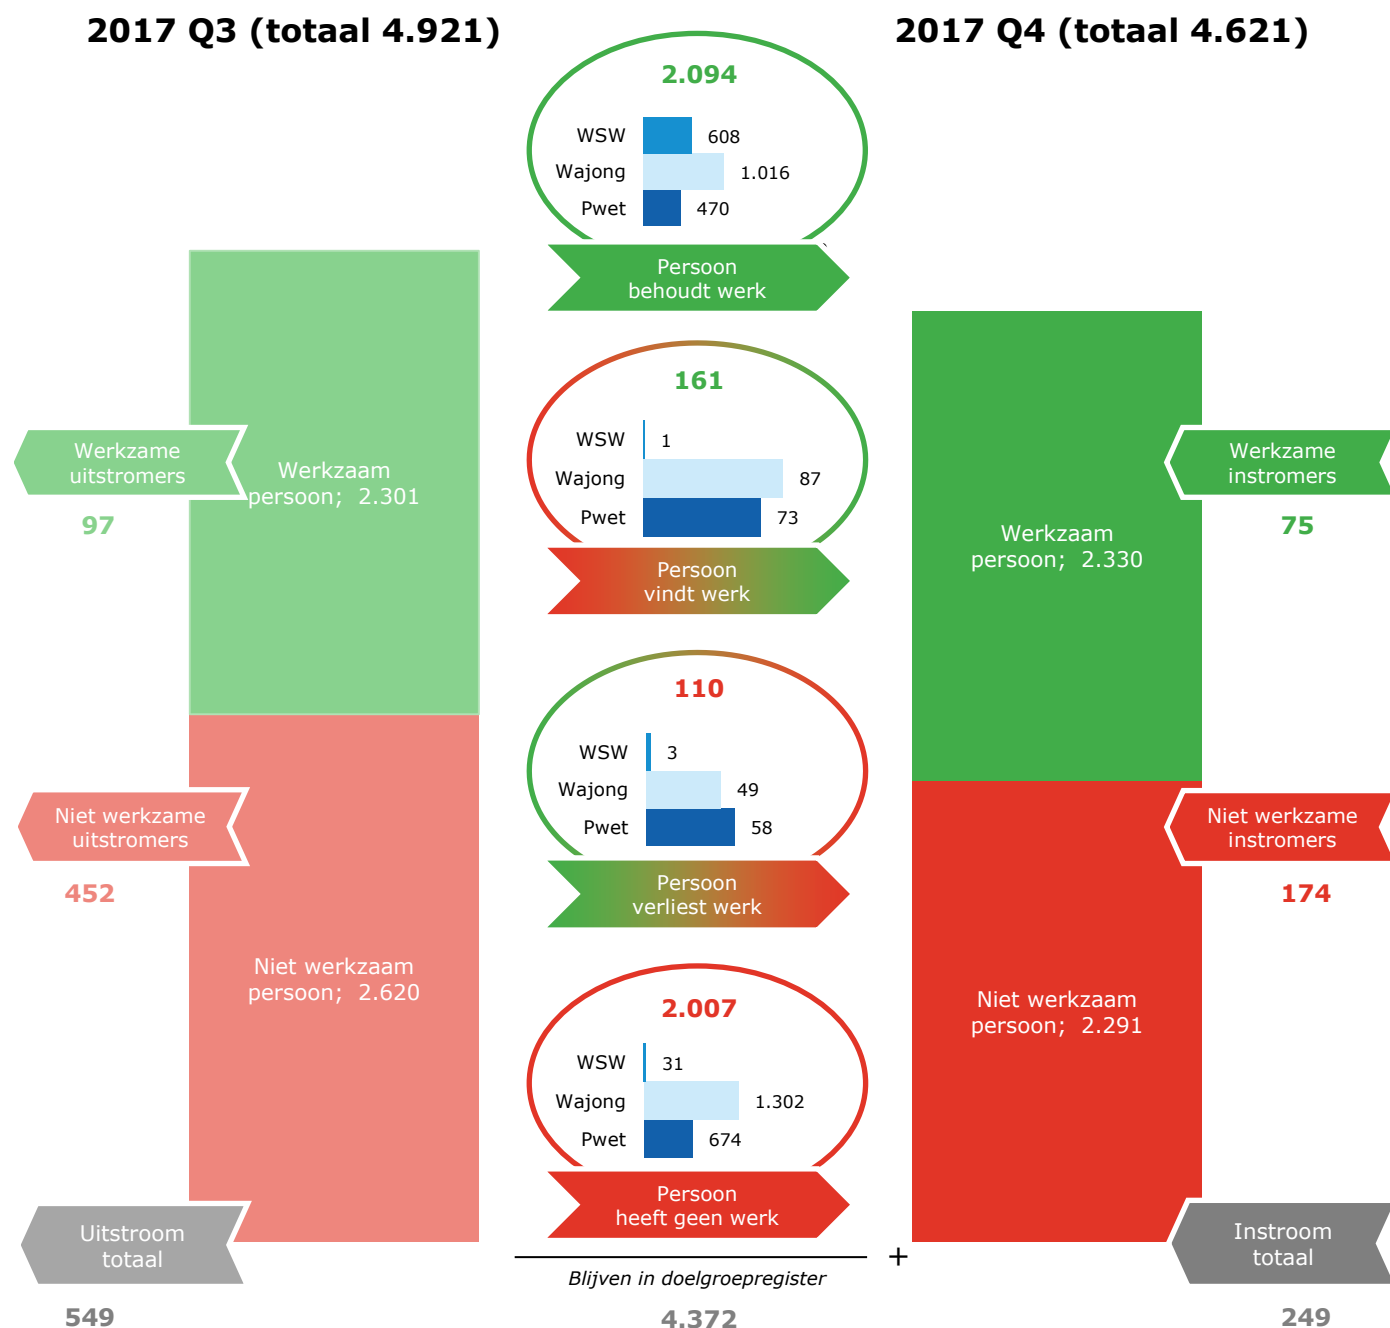 2017 Q3 (totaal 4.921)
2017 Q4 (totaal 4.621)
2.094
WSW 608
Wajong 1.016
Pwet 470
`
Persoon
behoudt werk
161
WSW 1
Wajong 87
Pwet 73
Persoon
vindt werk
110
WSW 3
Wajong 49
Pwet 58
Persoon
verliest werk
2.007
WSW 31
Wajong 1.302
Pwet 674
Persoon
heeft geen werk
Blijven in doelgroepregister
4.372
+
Werkzame
uitstromers
97
Werkzaam
persoon; 2.301
Niet werkzame
uitstromers
452
Niet werkzaam
persoon; 2.620
Uitstroom
totaal
549
Werkzaam
persoon; 2.330
Werkzame
instromers
75
Niet werkzame
instromers
174
Niet werkzaam
persoon; 2.291
Instroom
totaal
249